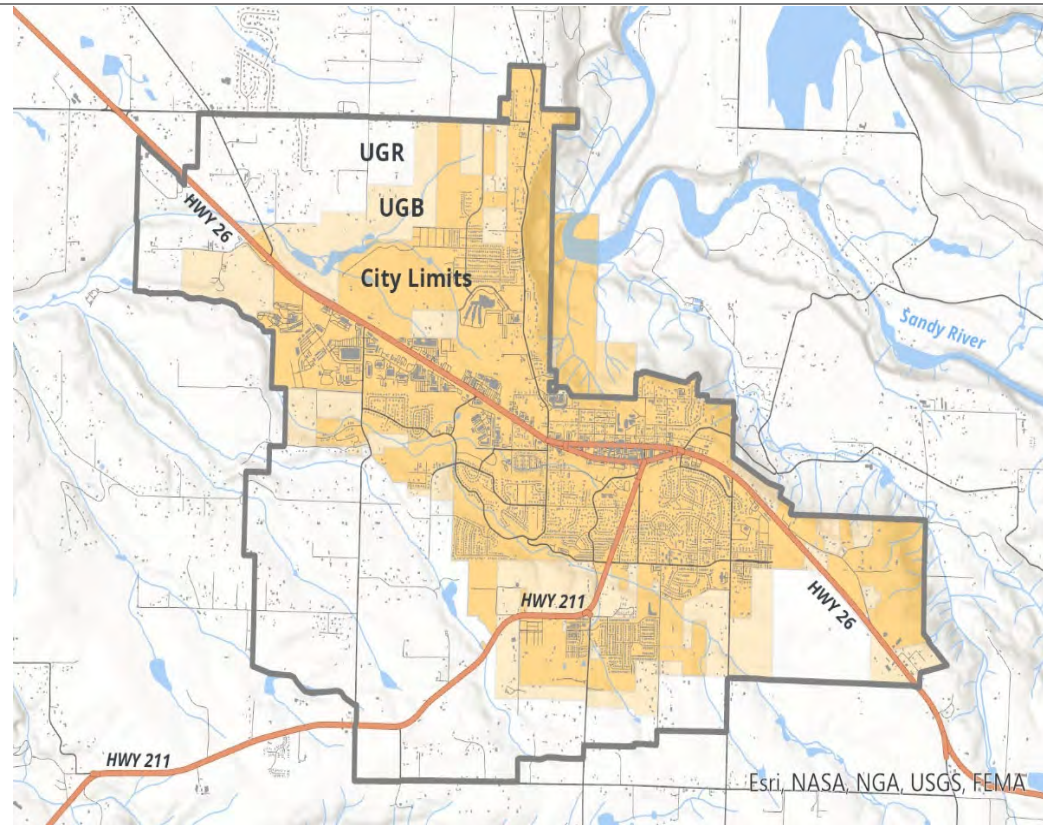 UGR
UGB
HWY 26
City Limits
Sandy River
HWY 211
HWY 26
HWY 211
Esri, NASA, NGA, USGS, FEMA